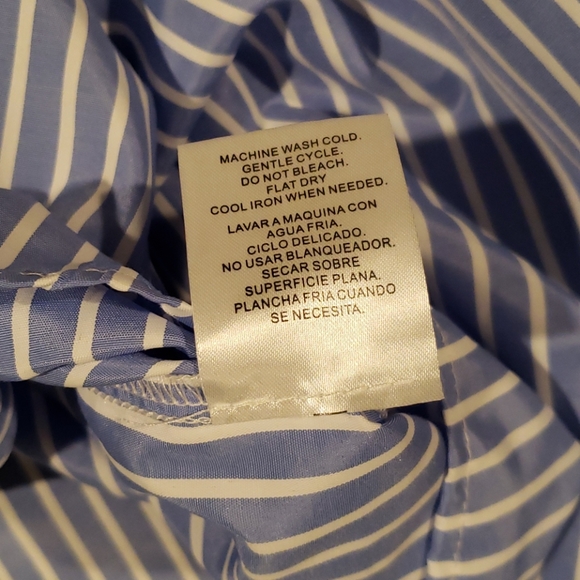 MACHINE WASH COLD.
GENTLE CYCLE.
DO NOT BLEACH.
FLAT DRY
COOL IRON WHEN NEEDED.
LAVAR A MAQUINA CON
AGUA FRIA.
CICLO DELICADO.
NO USAR BLANQUEADOR.
SECAR SOBRE
SUPERFICIE PLANA.
PLANCHA FRIA CUANDO
SE NECESITA.